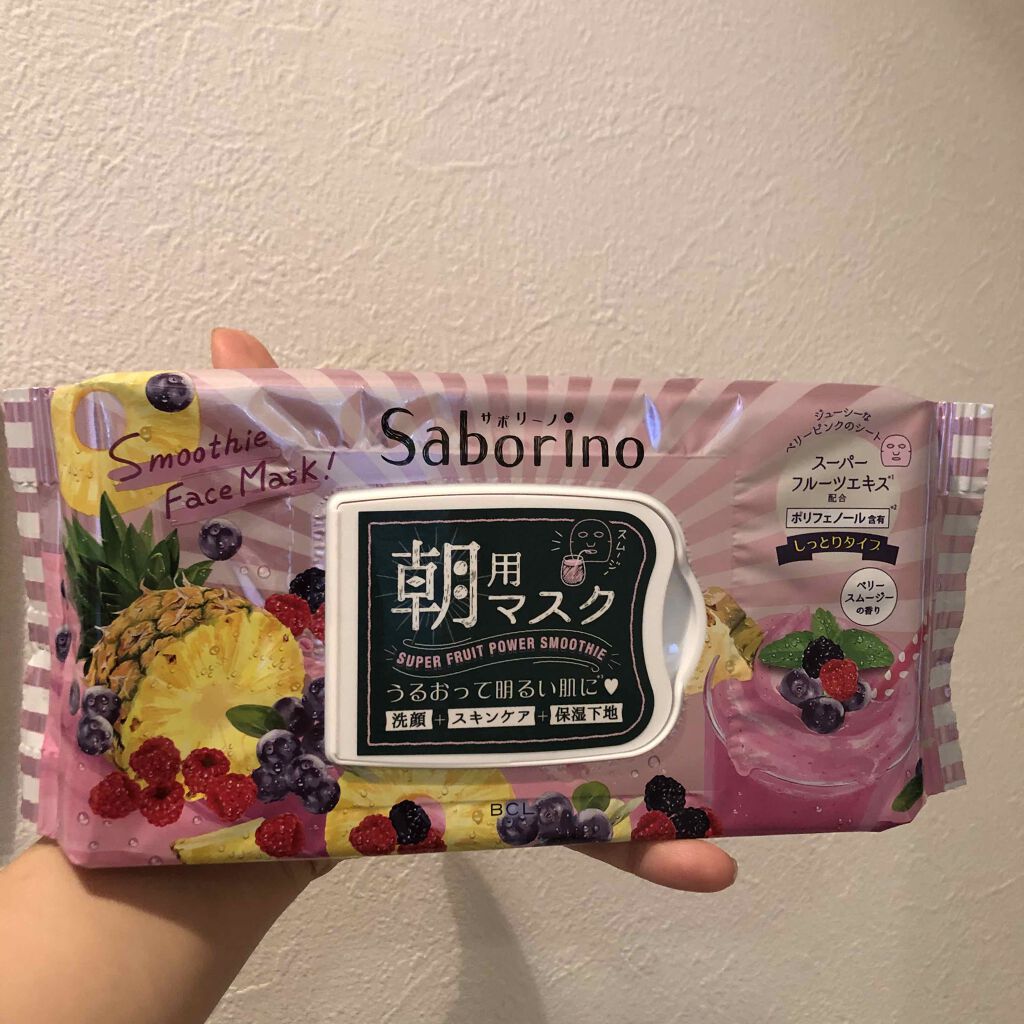 サボリーノ
Saborino
Smoothie
Face Mask!
朝用
マスク
スムージー
SUPER FRUIT POWER SMOOTHIE
うるおって明るい肌に♥
洗顔+スキンケア+保湿下地
BCL
ジューシーな
ベリーピンクのシート
スーパー
フルーツエキス*1
配合
ポリフェノール含有*2
しっとりタイプ
ベリー
スムージー
の香り